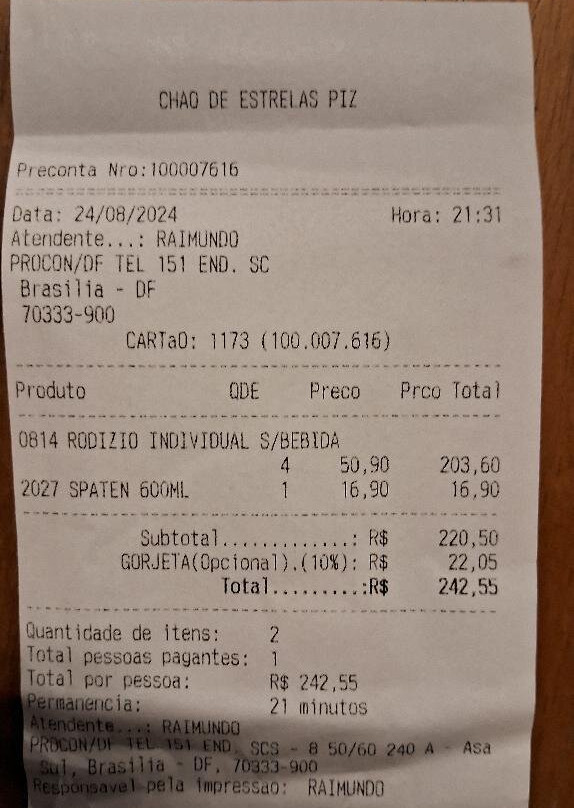 CHAO DE ESTRELAS PIZ
Preconta Nro:100007616
Data: 24/08/2024 Hora: 21:31
Atendente...: RAIMUNDO
PROCON/DF TEL 151 END. SC
Brasilia - DF
70333-900
CARTaO: 1173 (100.007.616)
Produto QDE Preco Prco Total
0814 RODIZIO INDIVIDUAL S/BEBIDA
4 50,90 203,60
2027 SPATEN 600ML 1 16,90 16,90
Subtotal.............: R$ 220,50
GORJETA(Opcional).(10%): R$ 22,05
Total.........:R$ 242,55
Quantidade de itens: 2
Total pessoas pagantes: 1
Total por pessoa: R$ 242,55
Permanencia: 21 minutos
Atendente...: RAIMUNDO
PROCON/DF TEL 151 END. SCS - 8 50/60 240 A - Asa
Sul, Brasilia - DF, 70333-900
Responsavel pela impressao: RAIMUNDO